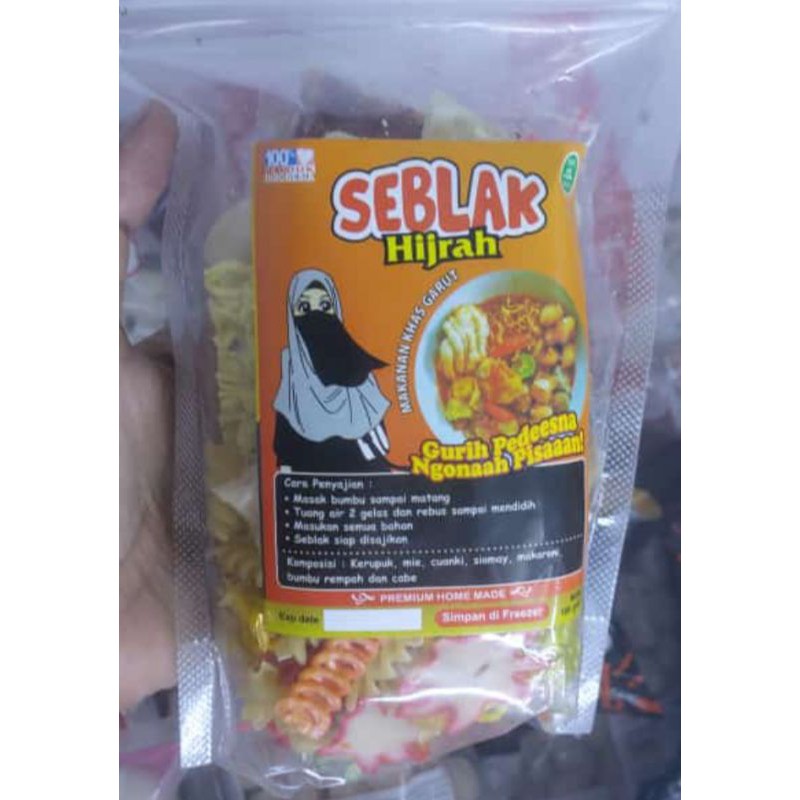 100%
SEBLAK
Hijrah
MAKANAN KHAS GARUT
Gurih Pedeesna
Ngonaah Pisaaan!
Cara Penyajian :
• Masak bumbu sampai matang
• Tuang air 2 gelas dan rebus sampai mendidih
• Masukan semua bahan
• Seblak siap disajikan
Komposisi : Kerupuk, mie, cuanki, siomay, makaroni,
bumbu rempah dan cabe
PREMIUM HOME MADE
Exp date
Simpan di Freezer